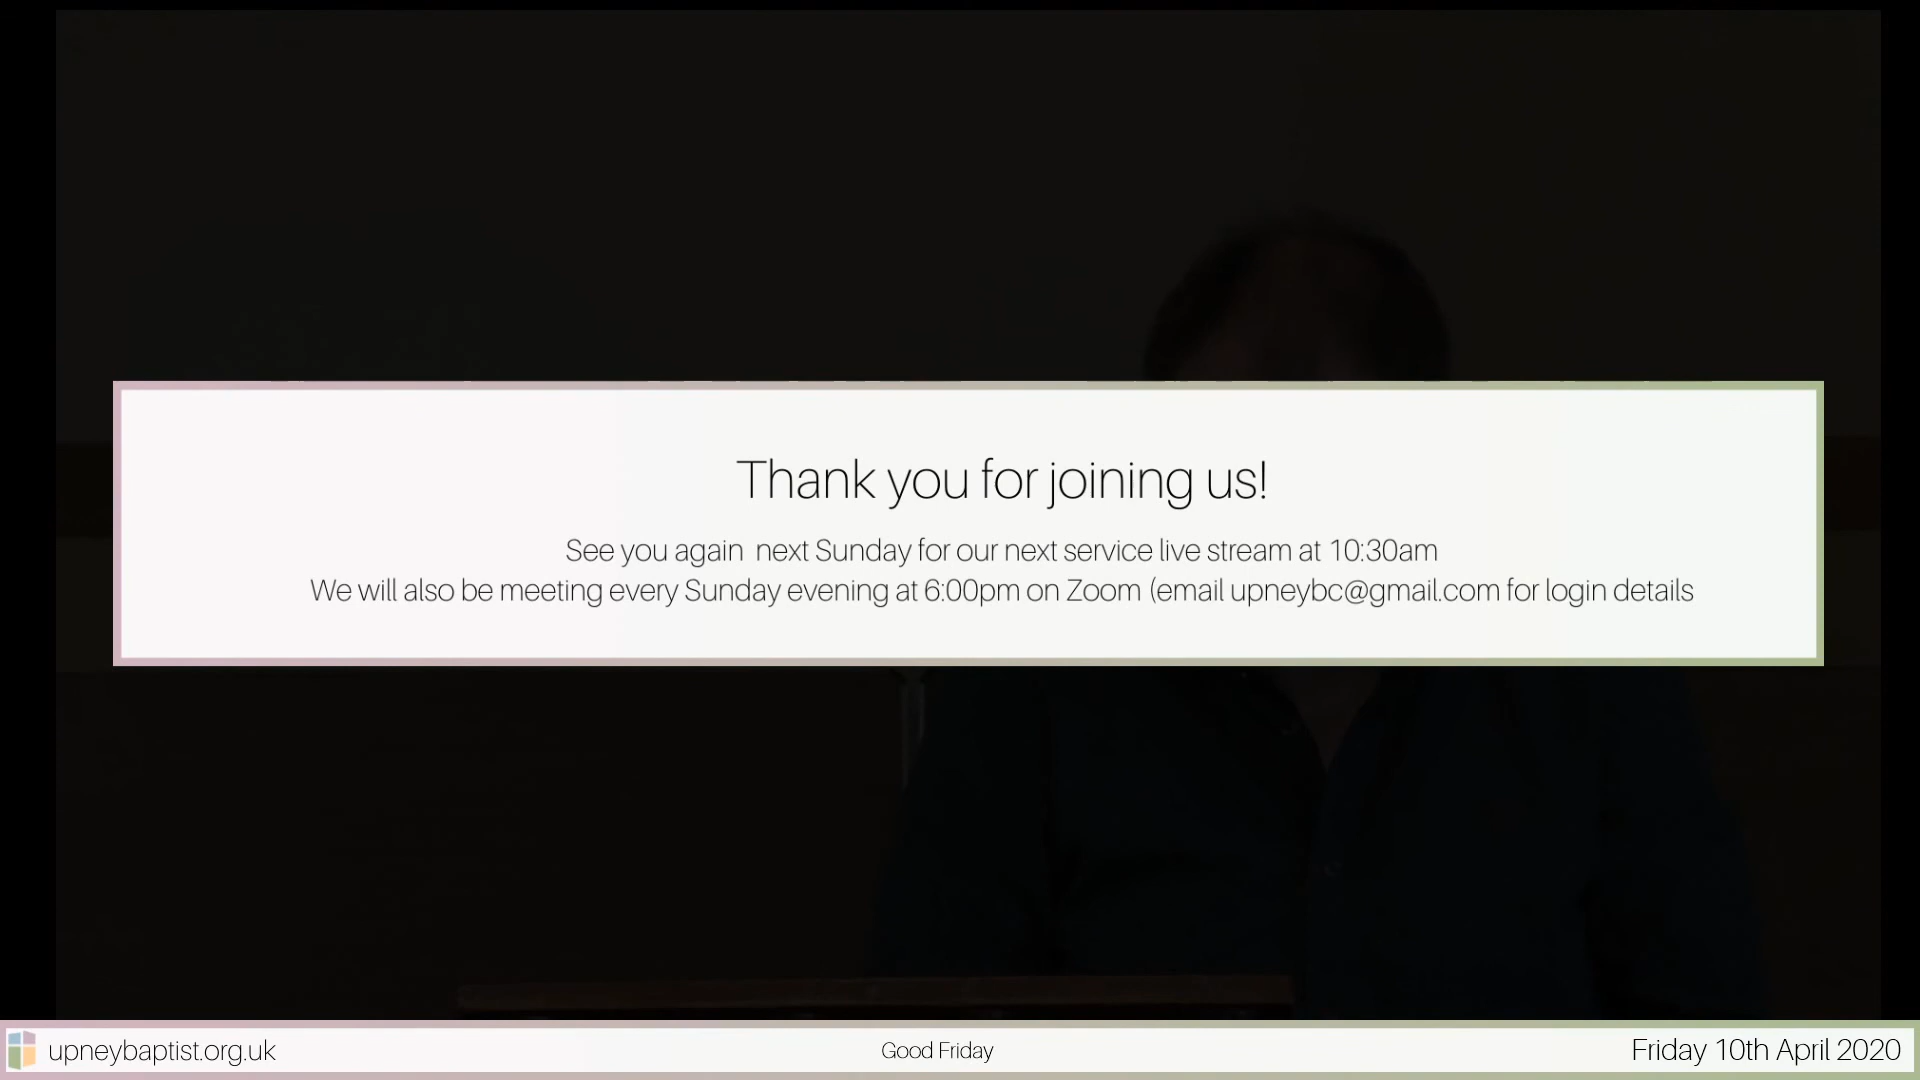 Thank you for joining us!
See you again  next Sunday for our next service live stream at 10:30am
We will also be meeting every Sunday evening at 6:00pm on Zoom (email upneybc@gmail.com for login details
upneybaptist.org.uk
Good Friday
Friday 10th April 2020